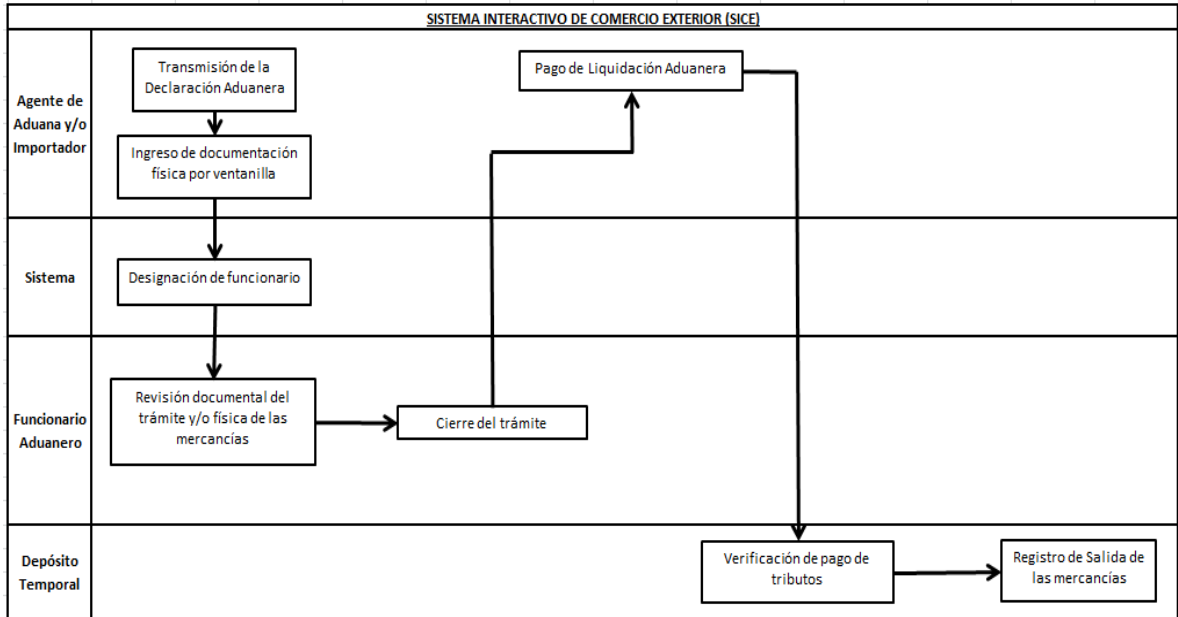 SISTEMA INTERACTIVO DE COMERCIO EXTERIOR (SICE)
Agente de
Aduana y/o
Importador
Transmisión de la
Declaración Aduanera
Pago de Liquidación Aduanera
Ingreso de documentación
física por ventanilla
Sistema
Designación de funcionario
Funcionario
Aduanero
Revisión documental del
trámite y/o física de las
mercancías
Cierre del trámite
Depósito
Temporal
Verificación de pago de
tributos
Registro de Salida de
las mercancías